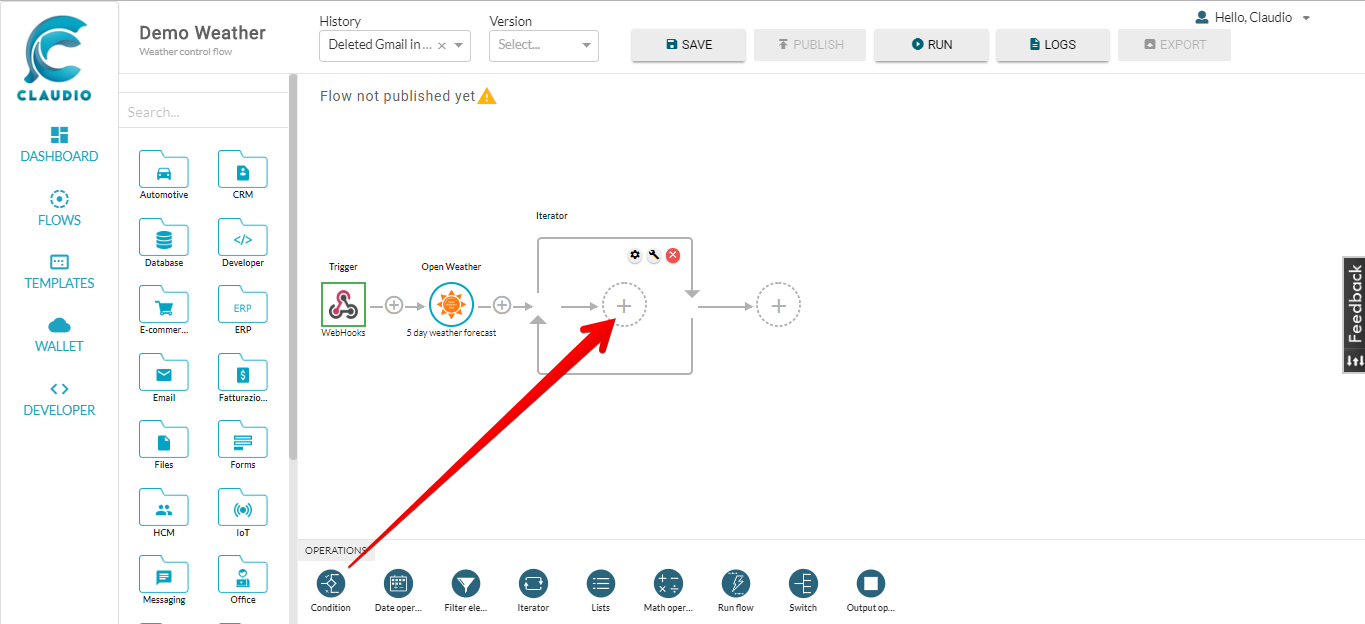 CLAUDIO
DASHBOARD
FLOWS
TEMPLATES
WALLET
DEVELOPER
Demo Weather
Weather control flow
History
Deleted Gmail in ...
Version
Select...
SAVE
PUBLISH
RUN
LOGS
EXPORT
Hello, Claudio
Search...
Automotive
CRM
Database
Developer
E-commer...
ERP
ERP
Email
Fatturazio...
Files
Forms
HCM
IoT
Messaging
Office
Flow not published yet
Iterator
Trigger
Open Weather
WebHooks
5 day weather forecast
Feedback
OPERATIONS
Condition
Date oper...
Filter ele...
Iterator
Lists
Math oper...
Run flow
Switch
Output op...